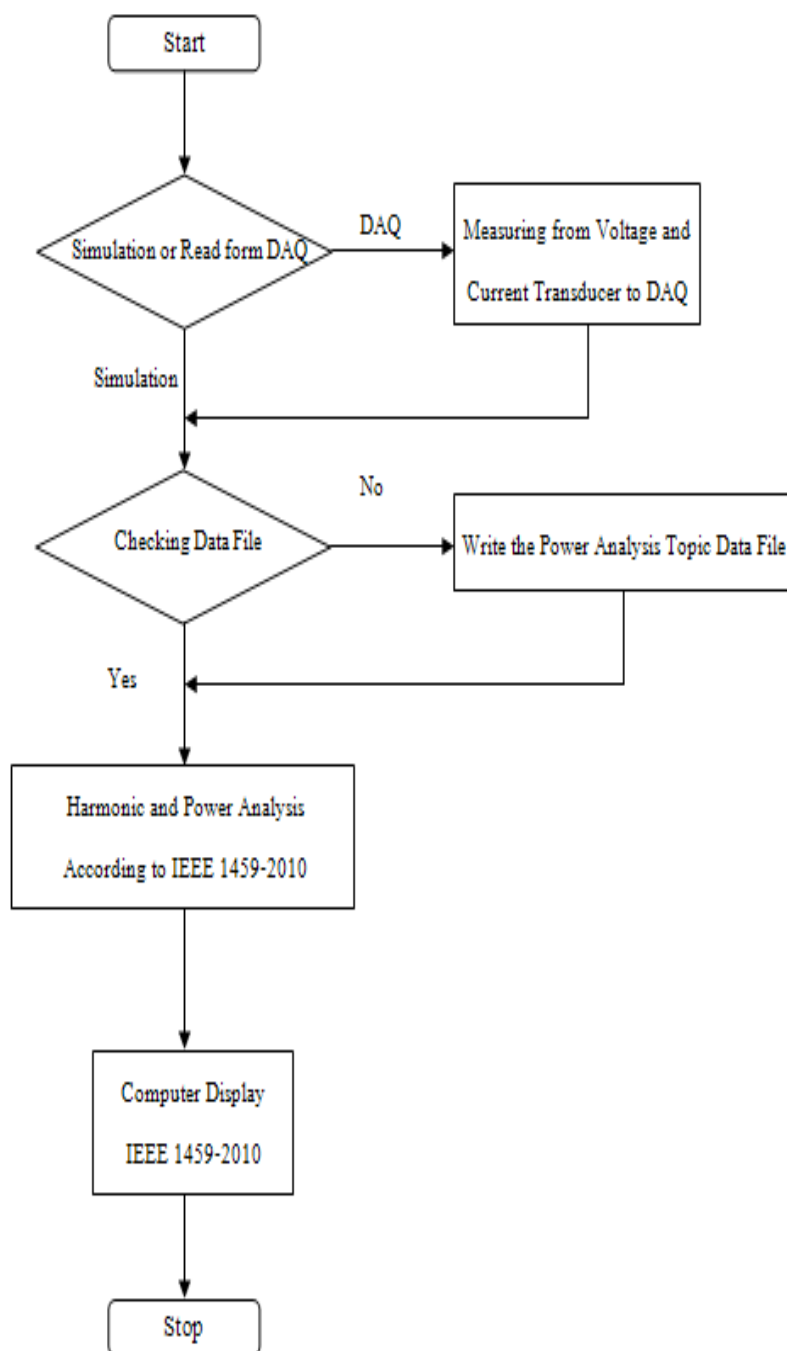 Start
Simulation or Read form DAQ
DAQ
Measuring from Voltage and
Current Transducer to DAQ
Simulation
Checking Data File
No
Write the Power Analysis Topic Data File
Yes
Harmonic and Power Analysis
According to IEEE 1459-2010
Computer Display
IEEE 1459-2010
Stop